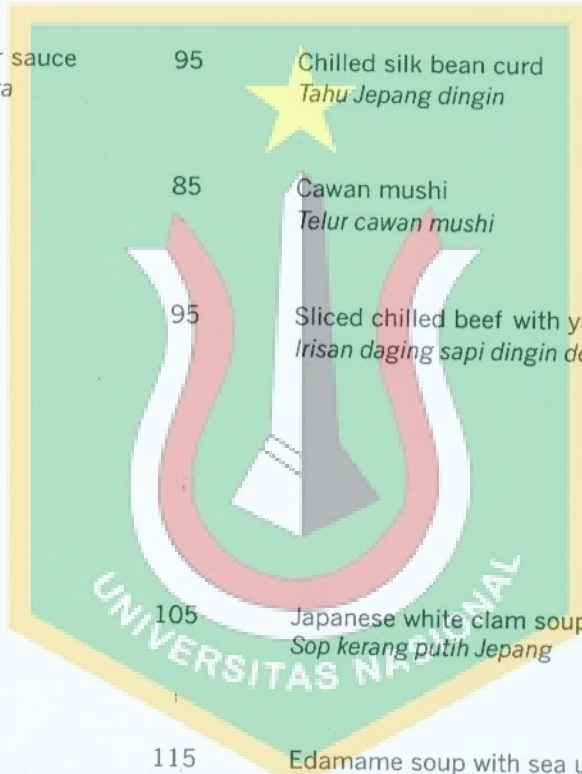 sauce
95
Chilled silk bean curd
Tahu Jepang dingin
85
Cawan mushi
Telur cawan mushi
95
Sliced chilled beef with
Irisan daging sapi dingin
105
Japanese white clam soup
Sop kerang putih Jepang
UNIVERSITAS NASIONAL
115
Edamame soup with sea